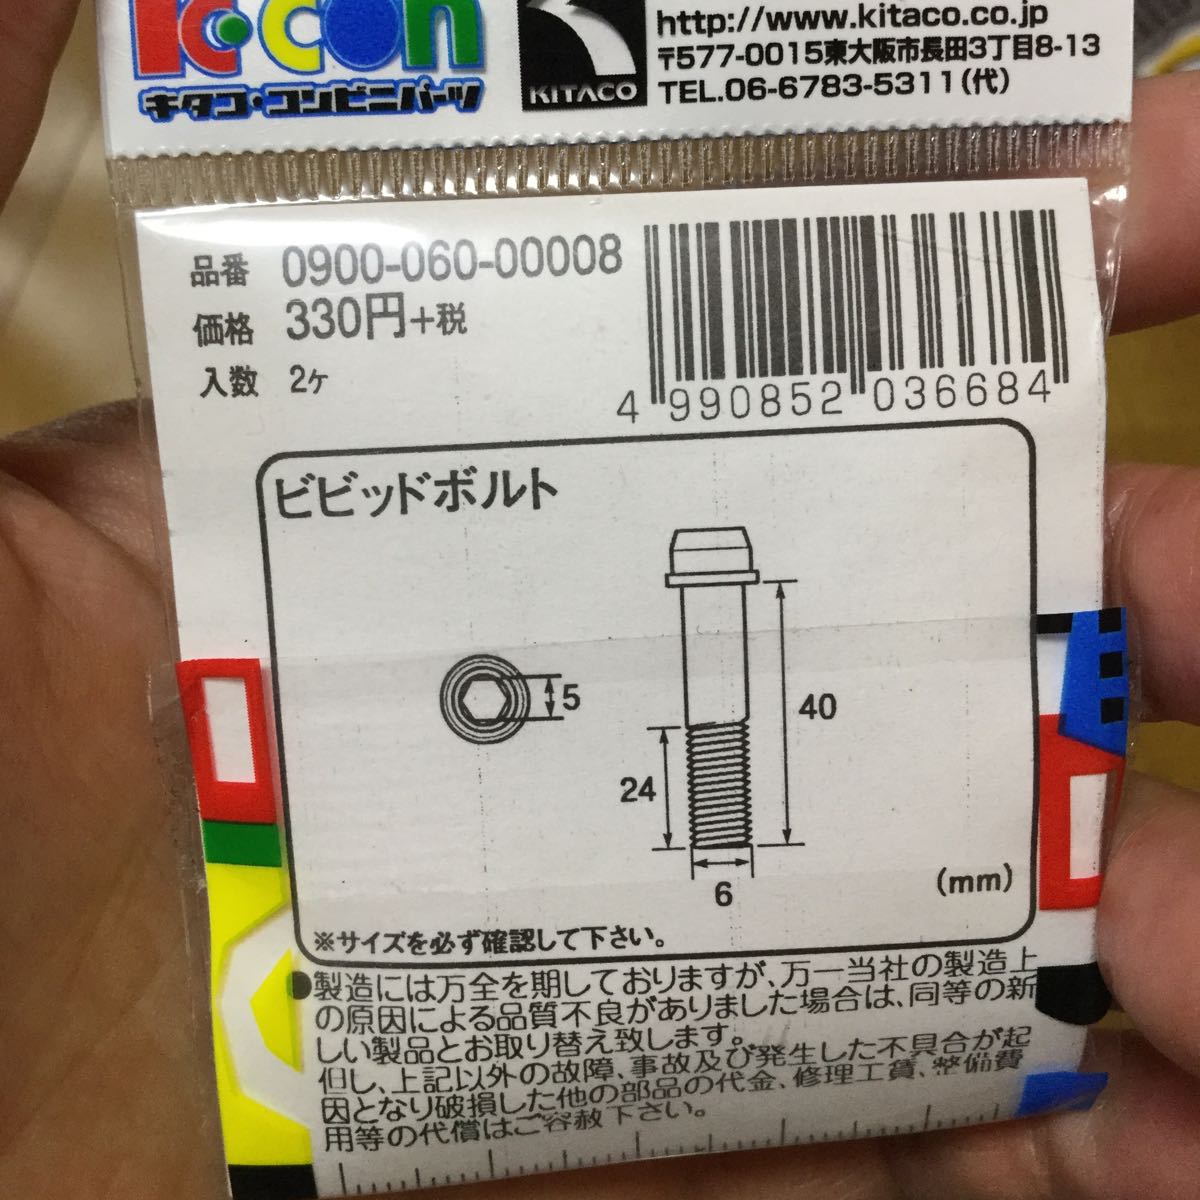 K・CON
キタコ・コンビニパーツ
KITACO
http://www.kitaco.co.jp
〒577-0015東大阪市長田3丁目8-13
TEL.06-6783-5311(代)
品番 0900-060-00008
価格 330円+税
入数 2ヶ
4 990852 036684
ビビッドボルト
5
40
24
6
(mm)
※サイズを必ず確認して下さい。
●製造には万全を期しておりますが、万一当社の製造上
の原因による品質不良がありました場合は、同等の新
しい製品とお取り替え致します。
但し、上記以外の故障、事故及び発生した不具合が起
因となり破損した他の部品の代金、修理工賃、整備費
用等の代償はご容赦下さい。